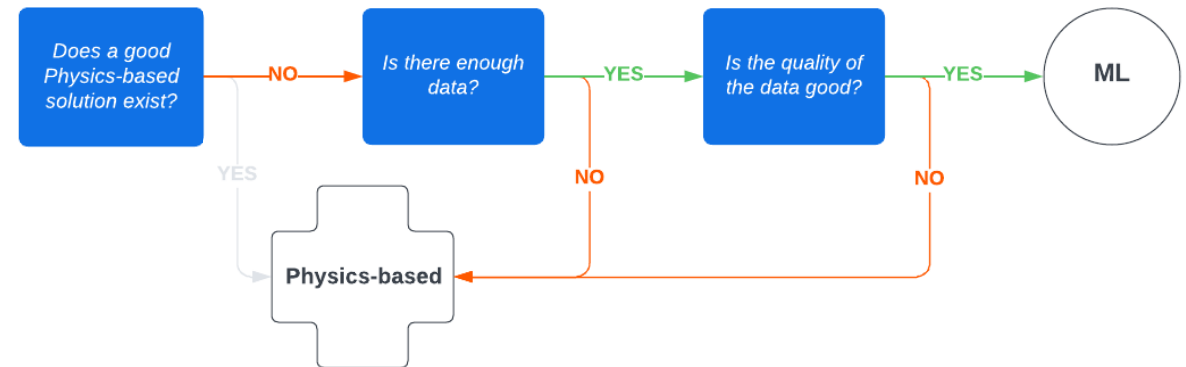 Does a good
Physics-based
solution exist?
NO
Is there enough
data?
YES
Is the quality of
the data good?
YES
ML
YES
NO
NO
Physics-based